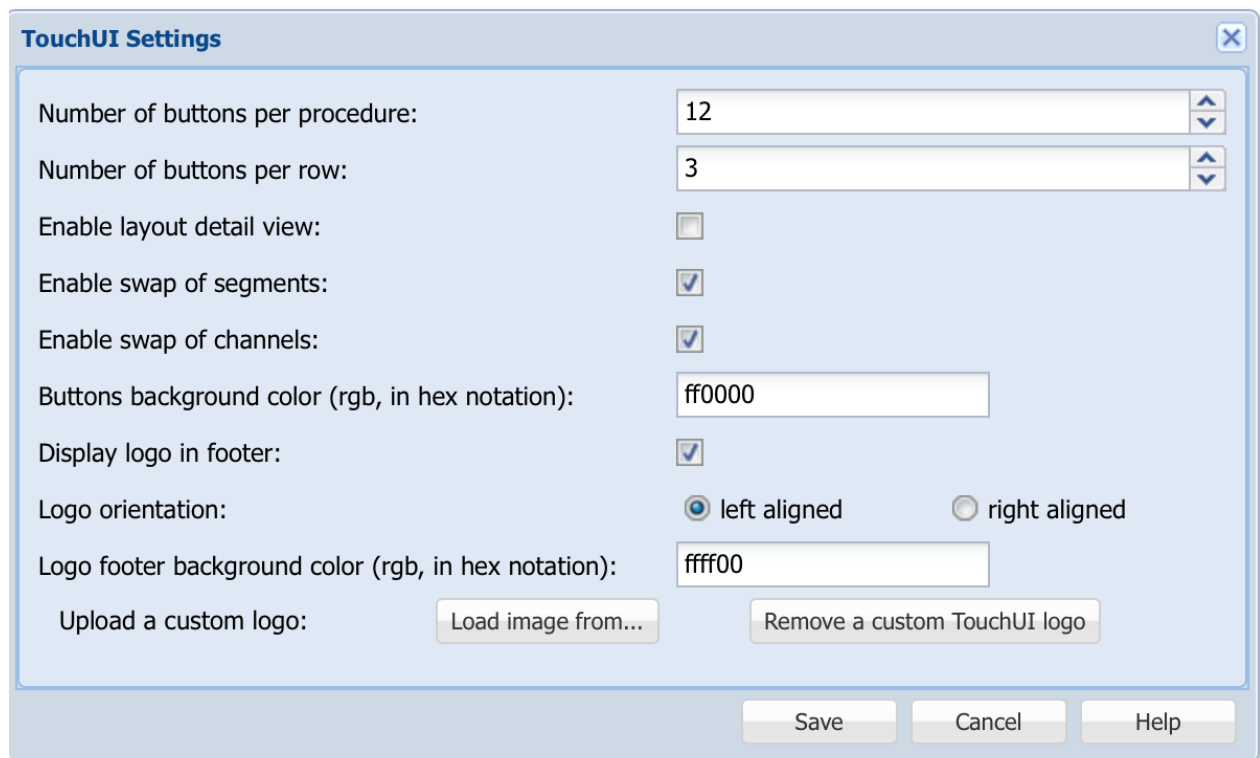 TouchUI Settings
Number of buttons per procedure: 12
Number of buttons per row: 3
Enable layout detail view:
Enable swap of segments:
Enable swap of channels:
Buttons background color (rgb, in hex notation): ff0000
Display logo in footer:
Logo orientation: left aligned right aligned
Logo footer background color (rgb, in hex notation): ffff00
Upload a custom logo: Load image from... Remove a custom TouchUI logo
Save Cancel Help